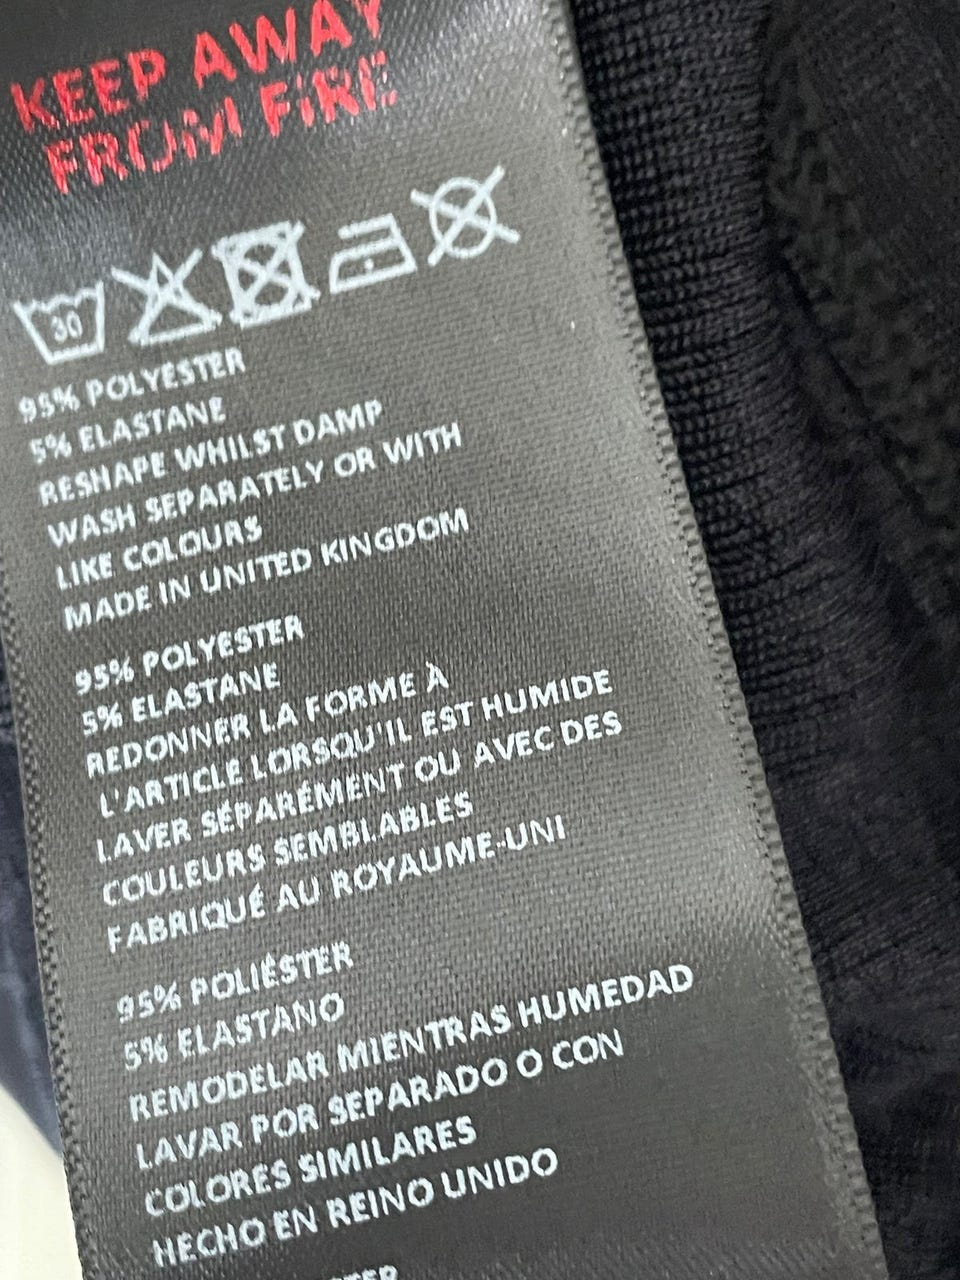 KEEP AWAY
FROM FIRE
30
95% POLYESTER
5% ELASTANE
RESHAPE WHILST DAMP
WASH SEPARATELY OR WITH
LIKE COLOURS
MADE IN UNITED KINGDOM
95% POLYESTER
5% ELASTANE
REDONNER LA FORME À
L'ARTICLE LORSQU'IL EST HUMIDE
LAVER SÉPARÉMENT OU AVEC DES
COULEURS SEMBLABLES
FABRIQUÉ AU ROYAUME-UNI
95% POLIÉSTER
5% ELASTANO
REMODELAR MIENTRAS HUMEDAD
LAVAR POR SEPARADO O CON
COLORES SIMILARES
HECHO EN REINO UNIDO